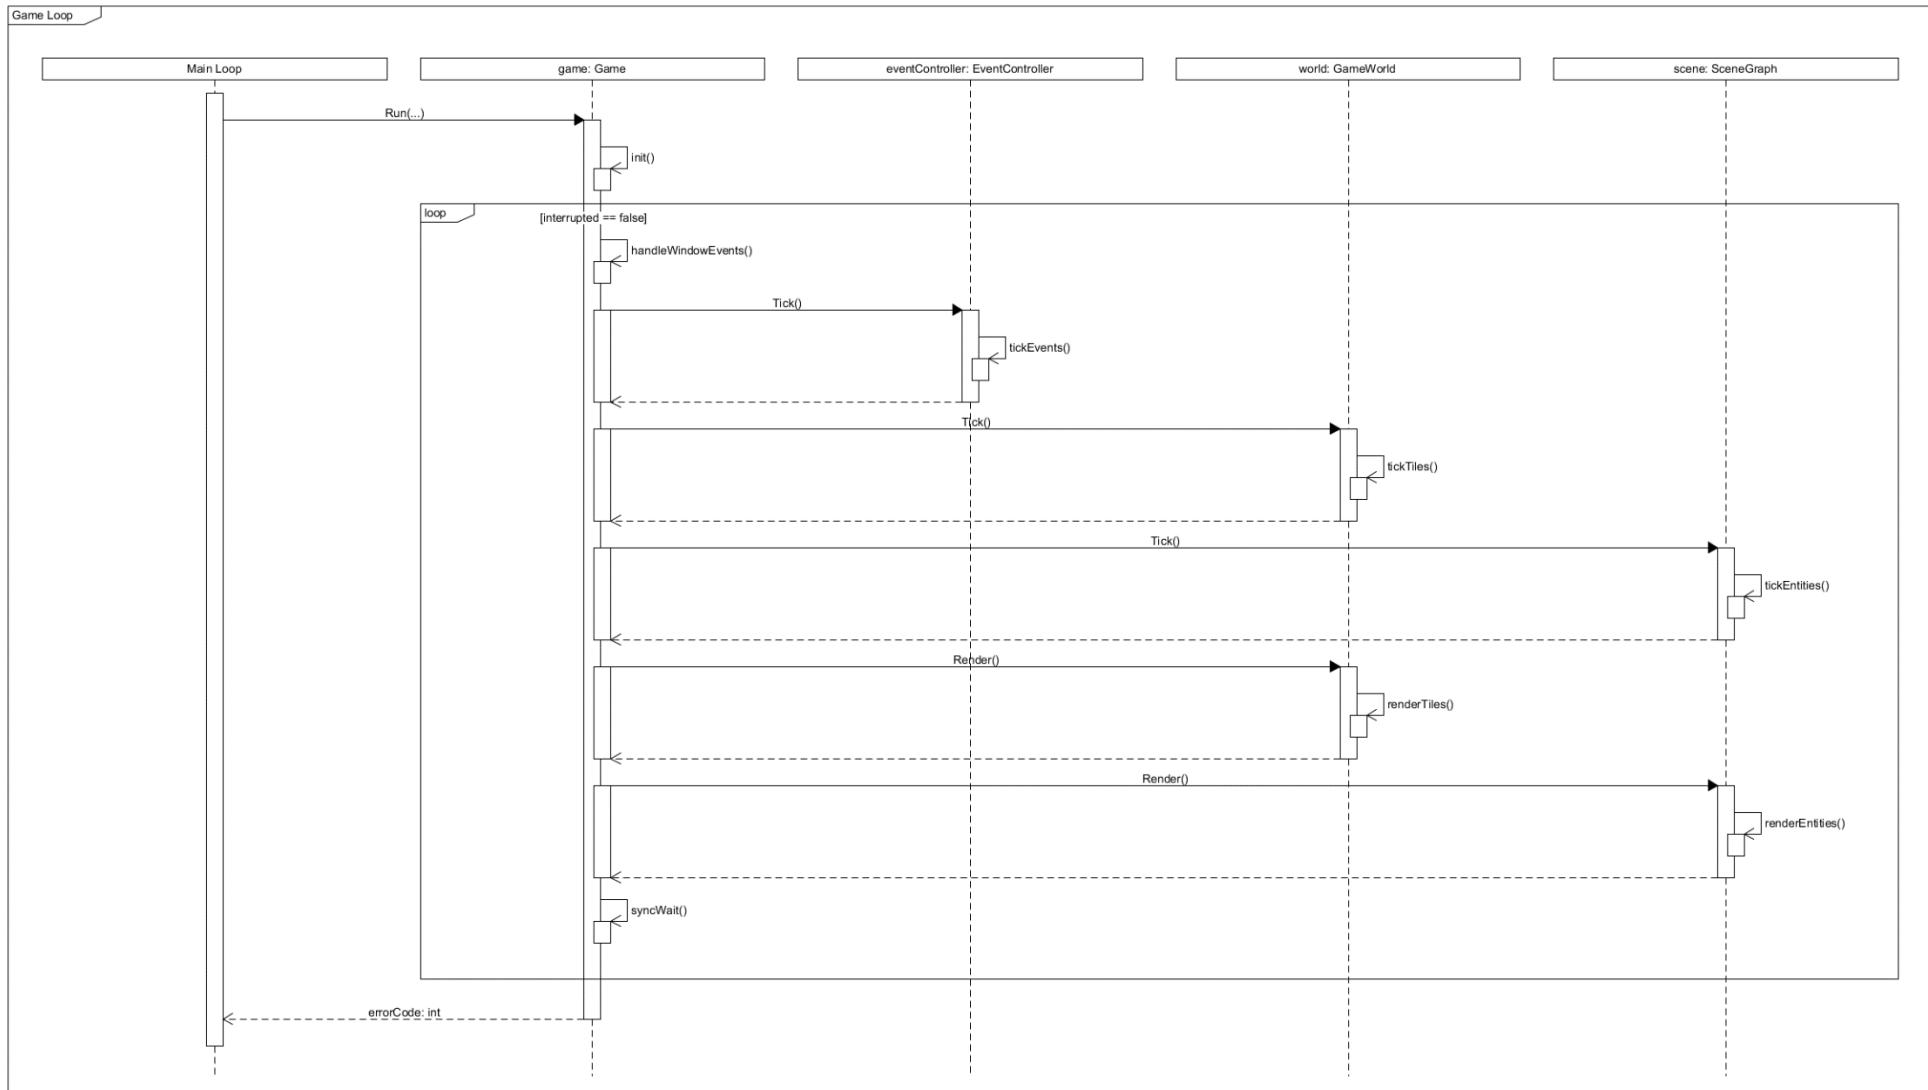 Game Loop
Main Loop
game: Game
eventController: EventController
world: GameWorld
scene: SceneGraph
Run(...)
init()
loop
[interrupted == false]
handleWindowEvents()
Tick()
tickEvents()
Tick()
tickTiles()
Tick()
tickEntities()
Render()
renderTiles()
Render()
renderEntities()
syncWait()
errorCode: int